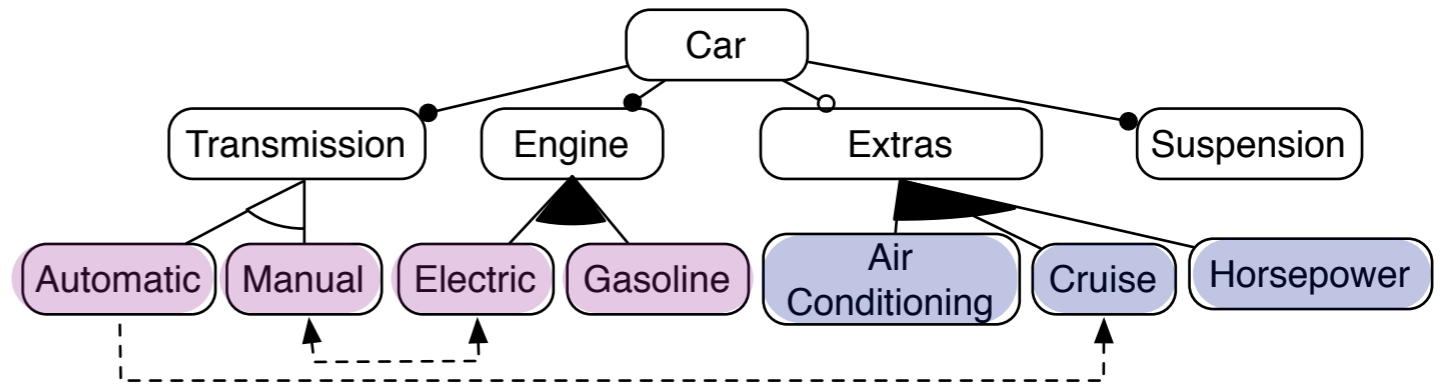 Car
Transmission
Engine
Extras
Suspension
Automatic
Manual
Electric
Gasoline
Air
Conditioning
Cruise
Horsepower